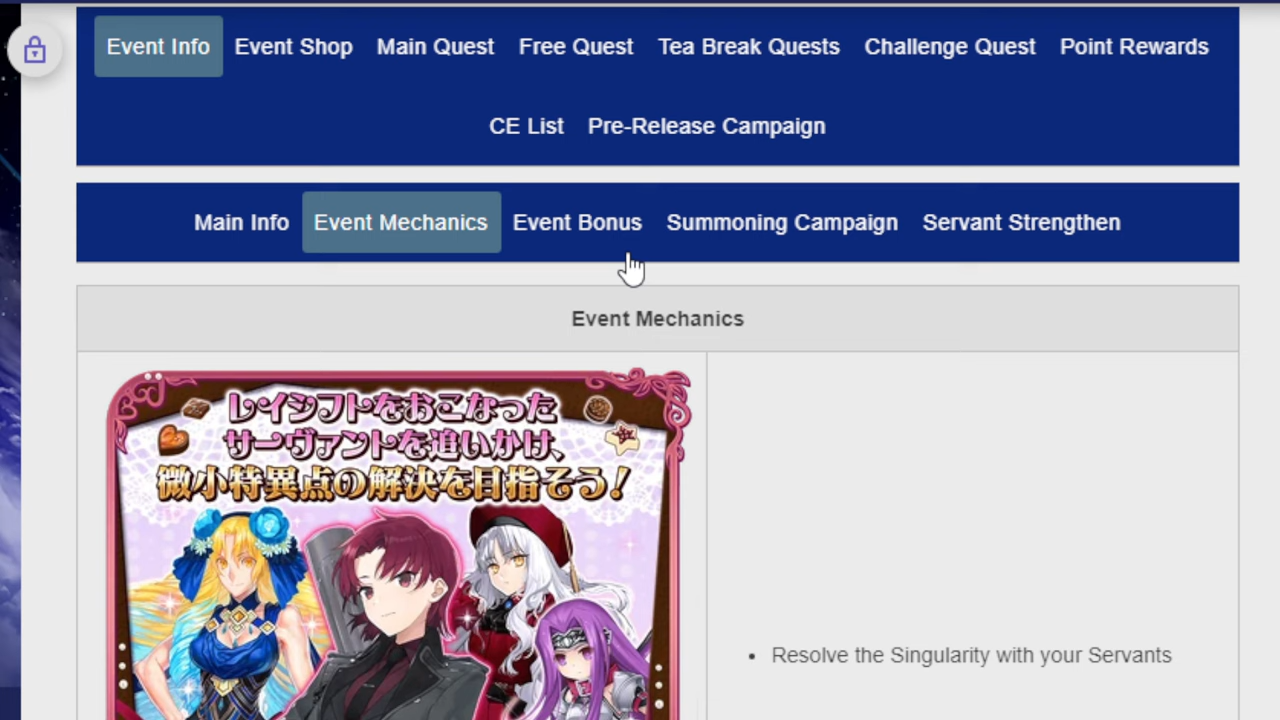 Event Info Event Shop Main Quest Free Quest Tea Break Quests Challenge Quest Point Rewards
CE List Pre-Release Campaign
Main Info Event Mechanics Event Bonus Summoning Campaign Servant Strengthen
Event Mechanics
レイシフトをおこなった
サーヴァントを追いかけ、
微小特異点の解決を目指そう!
• Resolve the Singularity with your Servants